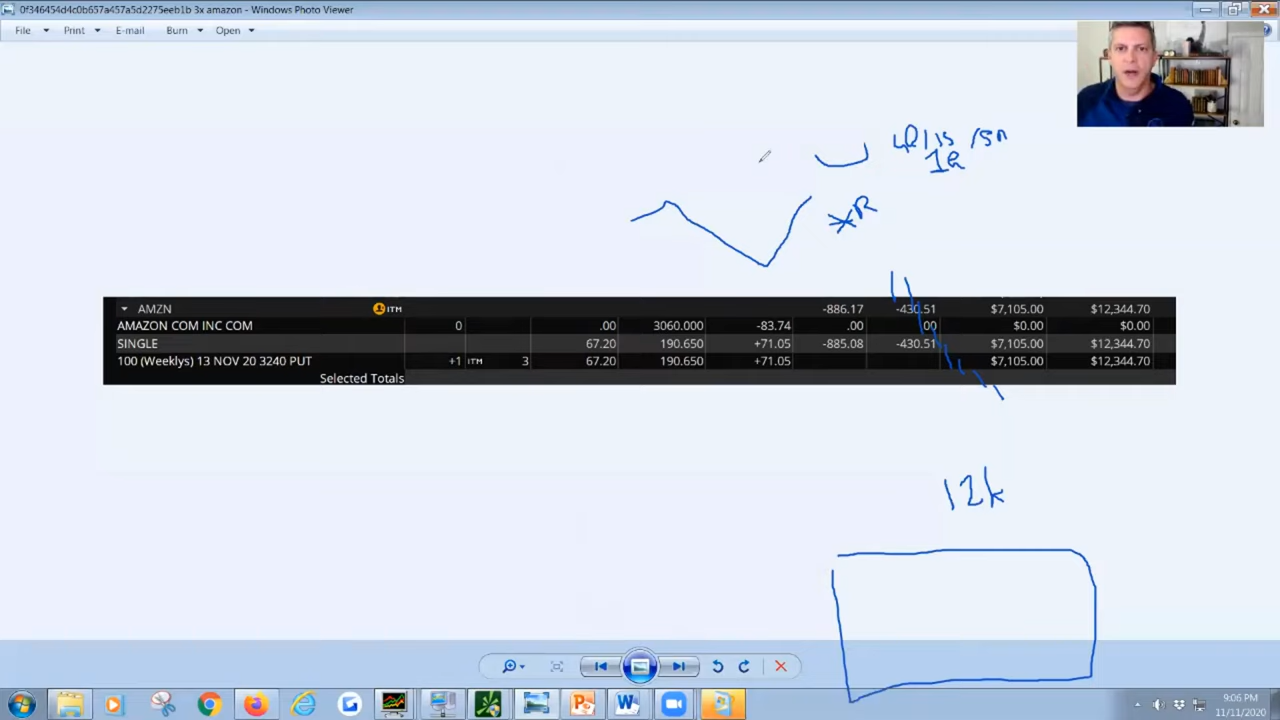 0f346454d4c0b657a457a5d2275eeb1b 3x amazon - Windows Photo Viewer
File Print E-mail Burn Open
1h
R
AMZN ITM -886.17 -430.51 $7,105.00 $12,344.70
AMAZON COM INC COM 0 .00 3060.000 -83.74 .00 .00 $0.00 $0.00
SINGLE 67.20 190.650 +71.05 -885.08 -430.51 $7,105.00 $12,344.70
100 (Weeklys) 13 NOV 20 3240 PUT +1 ITM 3 67.20 190.650 +71.05 $7,105.00 $12,344.70
Selected Totals
12k
9:06 PM
11/11/2020